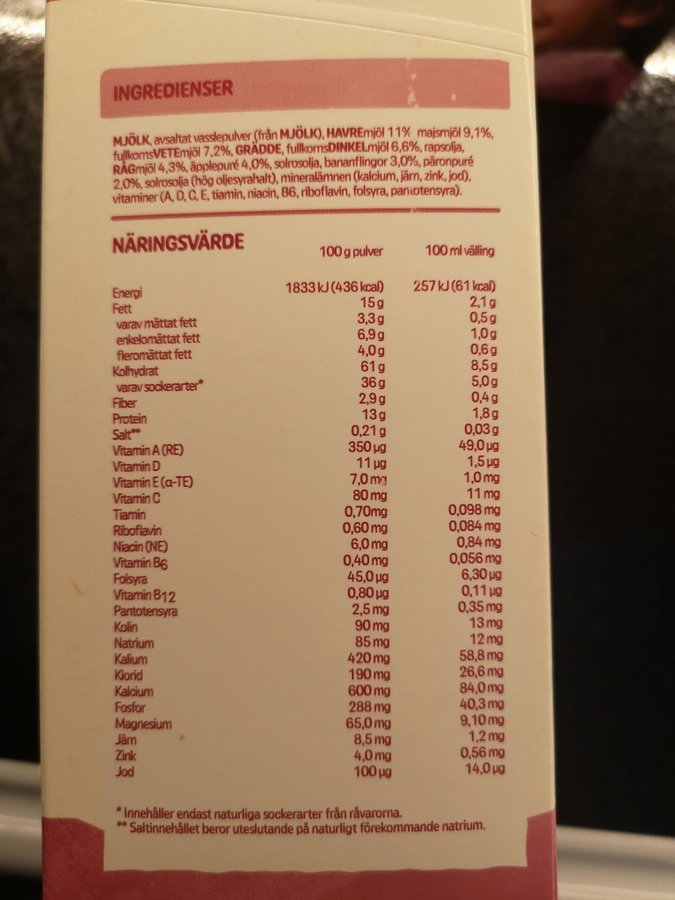 INGREDIENSER
MJÖLK, avsaltat vasslepulver (från MJÖLK), HAVREmjöl 11% majsmjöl 9,1%,
fullkornsVETEmjöl 7,2%, GRÄDDE, fullkornsDINKELmjöl 6,6%, rapsolja,
RÅGmjöl 4,3%, äpplepuré 4,0%, solrosolja, bananflingor 3,0%, päronpuré
2,0%, solrosolja (hög oljesyrahalt), mineralämnen (kalcium, järn, zink, jod),
vitaminer (A, D, C, E, tiamin, niacin, B6, riboflavin, folsyra, pantotensyra).
NÄRINGSVÄRDE 100 g pulver 100 ml välling
Energi 1833 kJ (436 kcal) 257 kJ (61 kcal)
Fett 15 g 2,1 g
varav mättat fett 3,3 g 0,5 g
enkelomättat fett 6,9 g 1,0 g
fleromättat fett 4,0 g 0,6 g
Kolhydrat 61 g 8,5 g
varav sockerarter* 36 g 5,0 g
Fiber 2,9 g 0,4 g
Protein 13 g 1,8 g
Salt** 0,21 g 0,03 g
Vitamin A (RE) 350 µg 49,0 µg
Vitamin D 11 µg 1,5 µg
Vitamin E (α-TE) 7,0 mg 1,0 mg
Vitamin C 80 mg 11 mg
Tiamin 0,70mg 0,098 mg
Riboflavin 0,60 mg 0,084 mg
Niacin (NE) 6,0 mg 0,84 mg
Vitamin B6 0,40 mg 0,056 mg
Folsyra 45,0 µg 6,30 µg
Vitamin B12 0,80 µg 0,11 µg
Pantotensyra 2,5 mg 0,35 mg
Kolin 90 mg 13 mg
Natrium 85 mg 12 mg
Kalium 420 mg 58,8 mg
Klorid 190 mg 26,6 mg
Kalcium 600 mg 84,0 mg
Fosfor 288 mg 40,3 mg
Magnesium 65,0 mg 9,10 mg
Järn 8,5 mg 1,2 mg
Zink 4,0 mg 0,56 mg
Jod 100 µg 14,0 µg
* Innehåller endast naturliga sockerarter från råvarorna.
** Saltinnehållet beror uteslutande på naturligt förekommande natrium.